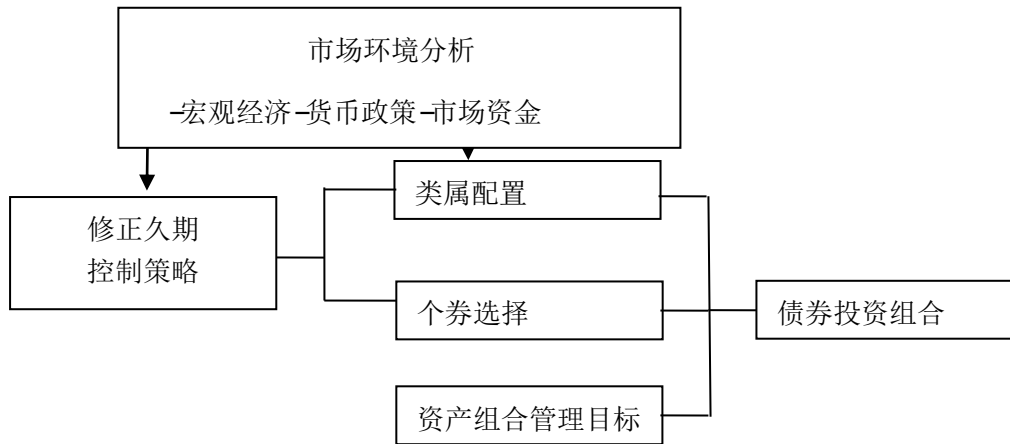 市场环境分析
–宏观经济–货币政策–市场资金
类属配置
修正久期
控制策略
个券选择
债券投资组合
资产组合管理目标